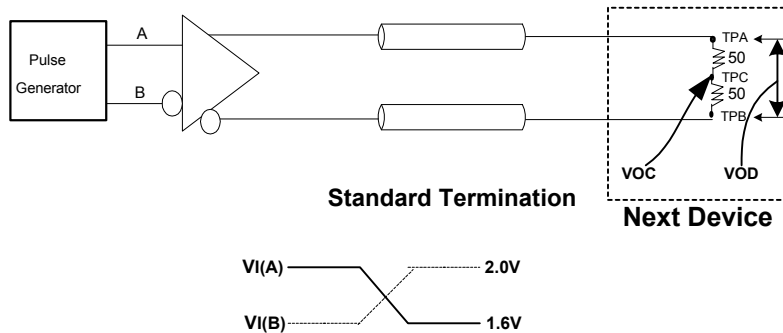 Pulse
Generator
A
B
TPA
50
TPC
50
TPB
VOC
VOD
Standard Termination
Next Device
VI(A)
2.0V
VI(B)
1.6V